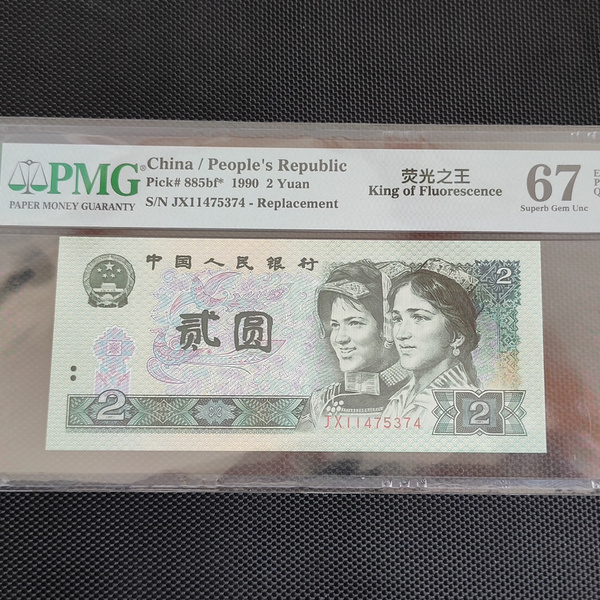 PMG
PAPER MONEY GUARANTY
China / People's Republic
Pick# 885bf* 1990 2 Yuan
S/N JX11475374 - Replacement
荧光之王
King of Fluorescence
67
Superb Gem Unc
E
P
Q
中国人民银行
2
贰圆
2
2
JX11475374